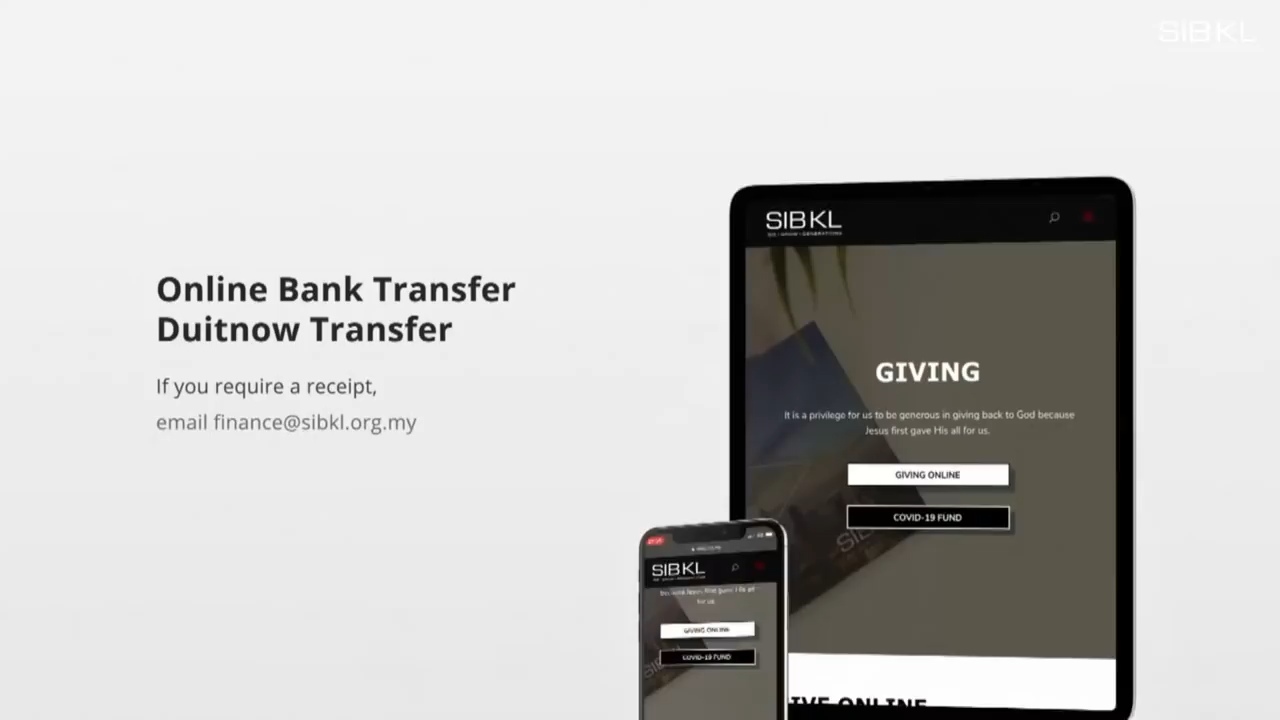 SIBKL
Online Bank Transfer
Duitnow Transfer
If you require a receipt,
email finance@sibkl.org.my
SIBKL
GIVING
It is a privilege for us to be generous in giving back to God because
Jesus first gave His all for us.
GIVING ONLINE
COVID-19 FUND
SIBKL
for us.
GIVING ONLINE
COVID-19 FUND